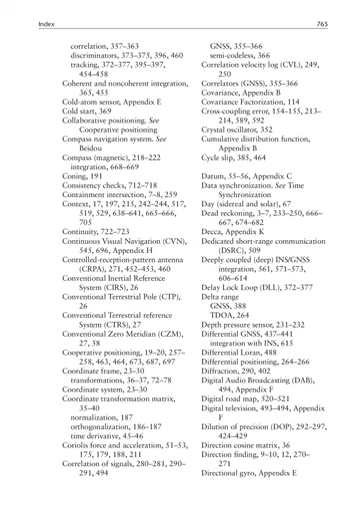 Index 765
correlation, 357–363
discriminators, 373–375, 396, 460
tracking, 372–377, 395–397,
454–458
Coherent and noncoherent integration,
365, 455
Cold-atom sensor, Appendix E
Cold start, 369
Collaborative positioning. See
Cooperative positioning
Compass navigation system. See
Beidou
Compass (magnetic), 218–222
integration, 668–669
Coning, 191
Consistency checks, 712–718
Containment intersection, 7–8, 259
Context, 17, 197, 215, 242–244, 517,
519, 529, 638–641, 665–666,
705
Continuity, 722–723
Continuous Visual Navigation (CVN),
545, 696, Appendix H
Controlled-reception-pattern antenna
(CRPA), 271, 452–453, 460
Conventional Inertial Reference
System (CIRS), 26
Conventional Terrestrial Pole (CTP),
26
Conventional Terrestrial reference
System (CTRS), 27
Conventional Zero Meridian (CZM),
27, 58
Cooperative positioning, 19–20, 257–
258, 463, 464, 673, 687, 697
Coordinate frame, 23–30
transformations, 36–37, 72–78
Coordinate system, 23–30
Coordinate transformation matrix,
35–40
normalization, 187
orthogonalization, 186–187
time derivative, 45–46
Coriolis force and acceleration, 51–53,
175, 179, 188, 211
Correlation of signals, 280–281, 290–
291, 494
GNSS, 355–366
semi-codeless, 366
Correlation velocity log (CVL), 249,
250
Correlators (GNSS), 355–366
Covariance, Appendix B
Covariance Factorization, 114
Cross-coupling error, 154–155, 213–
214, 589, 592
Crystal oscillator, 352
Cumulative distribution function,
Appendix B
Cycle slip, 385, 464
Datum, 55–56, Appendix C
Data synchronization. See Time
Synchronization
Day (sidereal and solar), 67
Dead reckoning, 3–7, 233–250, 666–
667, 674–682
Decca, Appendix K
Dedicated short-range communication
(DSRC), 509
Deeply coupled (deep) INS/GNSS
integration, 561, 571–573,
606–614
Delay Lock Loop (DLL), 372–377
Delta range
GNSS, 388
TDOA, 264
Depth pressure sensor, 231–232
Differential GNSS, 437–441
integration with INS, 615
Differential Loran, 488
Differential positioning, 264–266
Diffraction, 290, 402
Digital Audio Broadcasting (DAB),
494, Appendix F
Digital road map, 520–521
Digital television, 493–494, Appendix
F
Dilution of precision (DOP), 292–297,
424–429
Direction cosine matrix, 36
Direction finding, 9–10, 12, 270–
271
Directional gyro, Appendix E